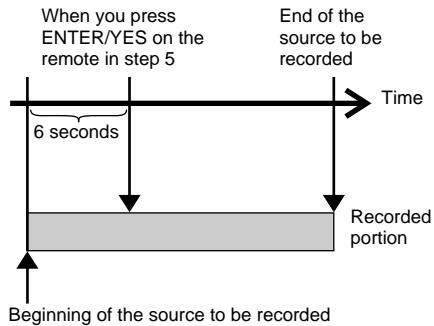 When you press
ENTER/YES on the
remote in step 5
End of the
source to be
recorded
Time
6 seconds
Recorded
portion
Beginning of the source to be recorded